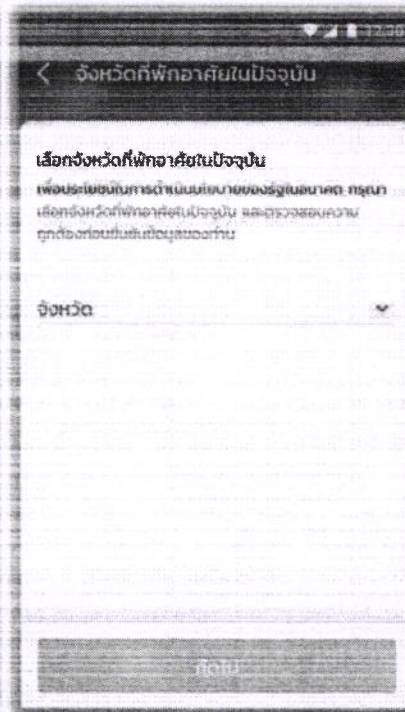 12:30
จังหวัดที่พักอาศัยในปัจจุบัน
เลือกจังหวัดที่พักอาศัยในปัจจุบัน
เพื่อประโยชน์ในการดำเนินนโยบายของรัฐในอนาคต กรุณา
เลือกจังหวัดที่พักอาศัยในปัจจุบัน และตรวจสอบความ
ถูกต้องก่อนยืนยันข้อมูลของท่าน
จังหวัด
ถัดไป